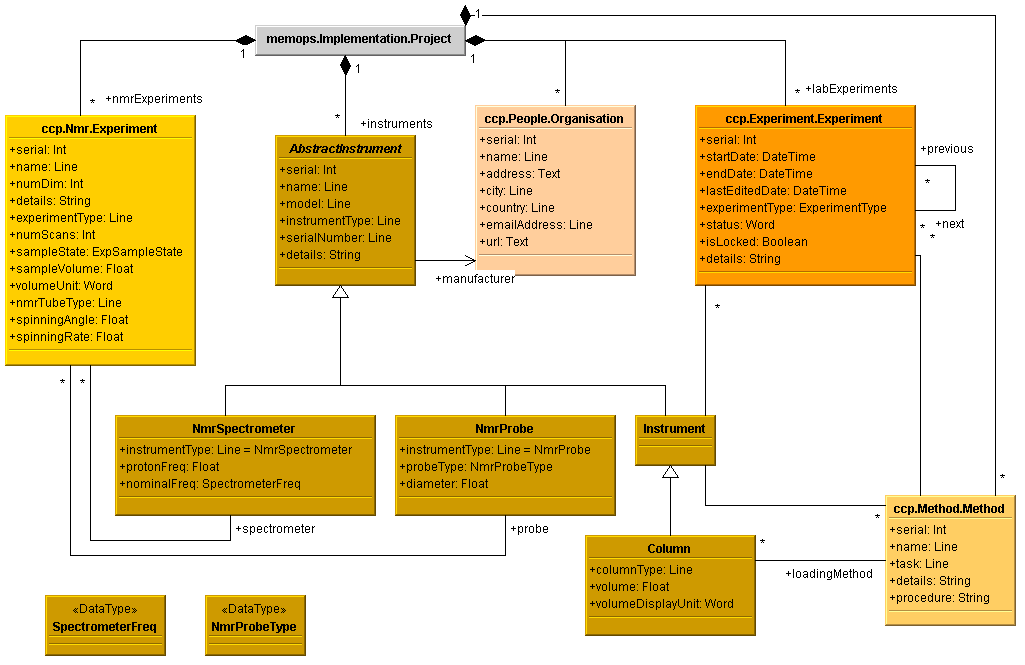 1
memops.Implementation.Project
1
1
1
*
+nmrExperiments
*
+instruments
*
*
+labExperiments
ccp.Nmr.Experiment
+serial: Int
+name: Line
+numDim: Int
+details: String
+experimentType: Line
+numScans: Int
+sampleState: ExpSampleState
+sampleVolume: Float
+volumeUnit: Word
+nmrTubeType: Line
+spinningAngle: Float
+spinningRate: Float
AbstractInstrument
+serial: Int
+name: Line
+model: Line
+instrumentType: Line
+serialNumber: Line
+details: String
ccp.People.Organisation
+serial: Int
+name: Line
+address: Text
+city: Line
+country: Line
+emailAddress: Line
+url: Text
+manufacturer
ccp.Experiment.Experiment
+serial: Int
+startDate: DateTime
+endDate: DateTime
+lastEditedDate: DateTime
+experimentType: ExperimentType
+status: Word
+isLocked: Boolean
+details: String
+previous
*
+next
*
*
*
*
*
NmrSpectrometer
+instrumentType: Line = NmrSpectrometer
+protonFreq: Float
+nominalFreq: SpectrometerFreq
NmrProbe
+instrumentType: Line = NmrProbe
+probeType: NmrProbeType
+diameter: Float
Instrument
+spectrometer
+probe
*
*
ccp.Method.Method
+serial: Int
+name: Line
+task: Line
+details: String
+procedure: String
Column
+columnType: Line
+volume: Float
+volumeDisplayUnit: Word
*
+loadingMethod
«DataType»
SpectrometerFreq
«DataType»
NmrProbeType